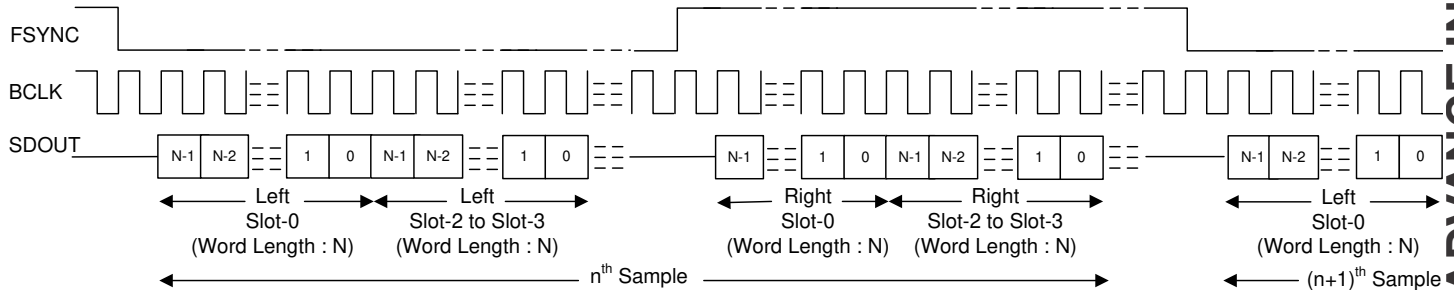 FSYNC
BCLK
SDOUT
N-1 N-2 1 0 N-1 N-2 1 0 N-1 1 0 N-1 N-2 1 0 N-1 N-2 1 0
Left Left Right Right Left
Slot-0 Slot-2 to Slot-3 Slot-0 Slot-2 to Slot-3 Slot-0
(Word Length : N) (Word Length : N) (Word Length : N) (Word Length : N) (Word Length : N)
nth Sample (n+1)th Sample